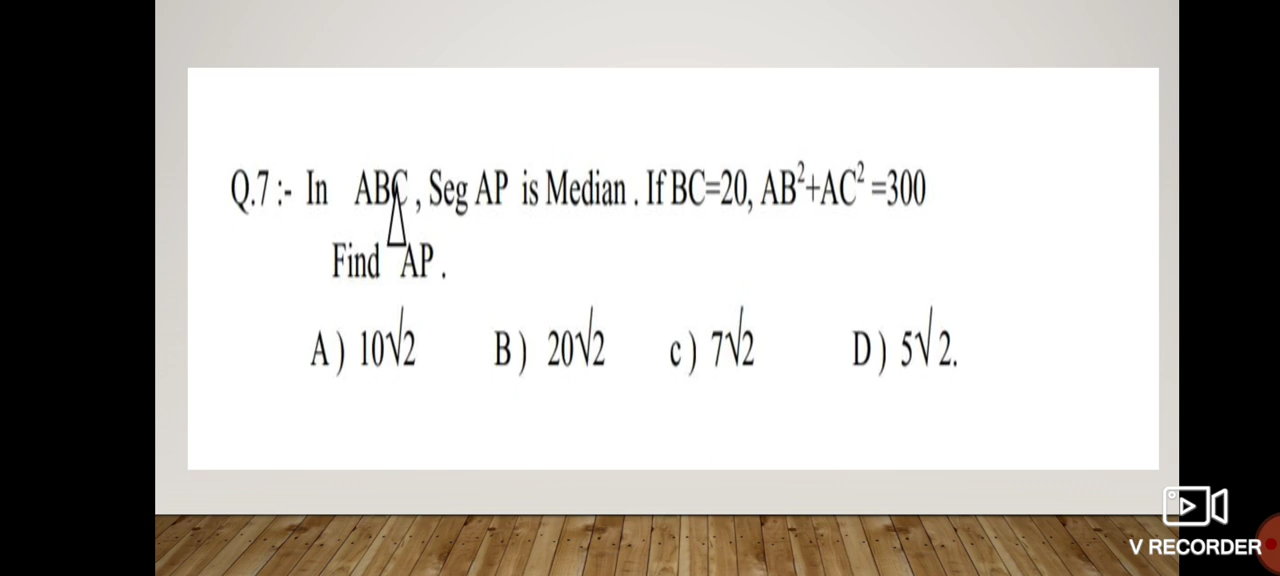 Q.7 :- In ABC , Seg AP is Median . If BC=20, AB²+AC² =300
Find AP .
A ) 10√2 B ) 20√2 c ) 7√2 D ) 5√2.
V RECORDER